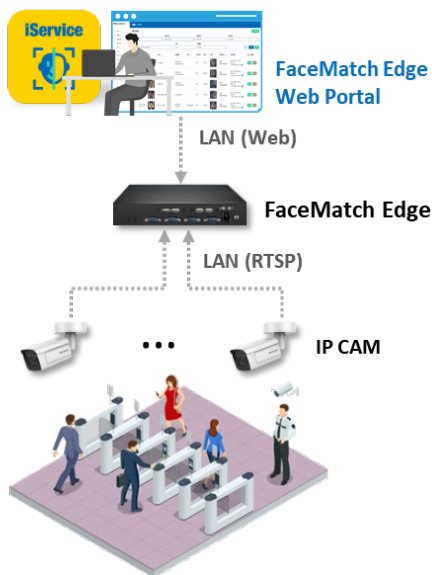 iService
FaceMatch Edge
Web Portal
LAN (Web)
FaceMatch Edge
LAN (RTSP)
...
IP CAM